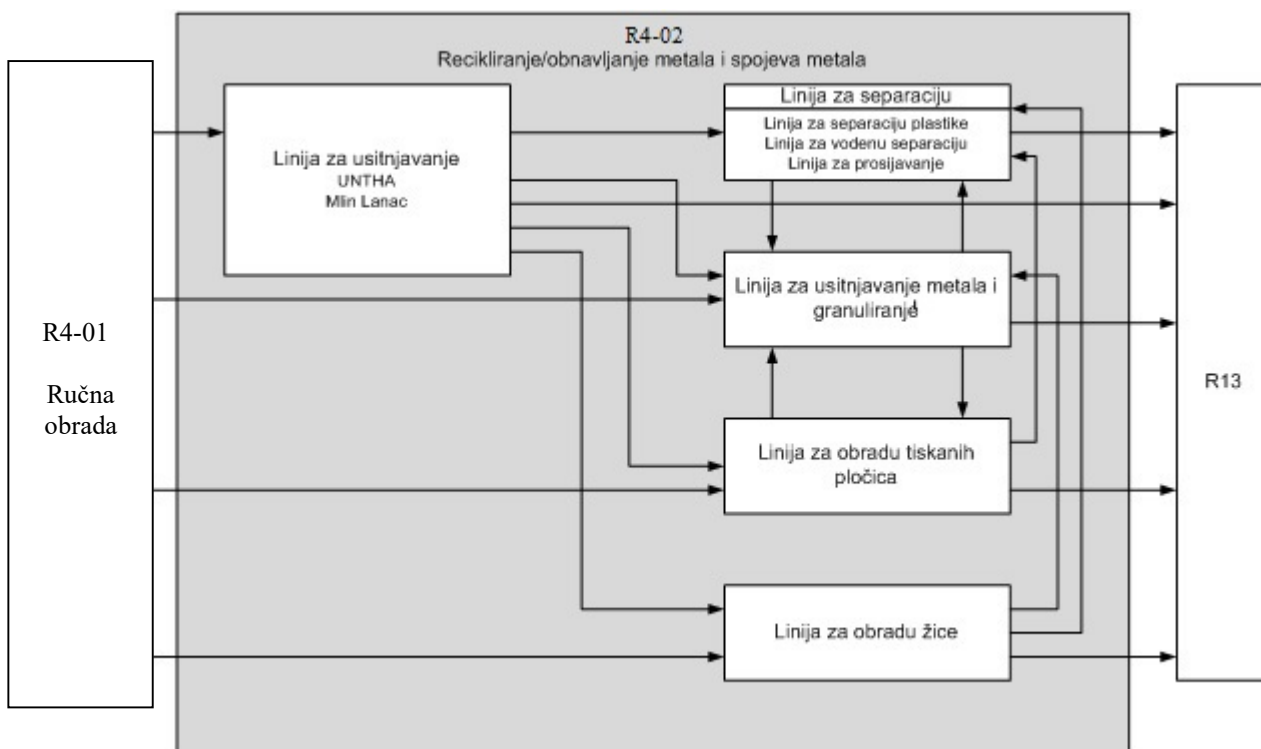 R4-02
Recikliranje/obnavljanje metala i spojeva metala
R4-01
Ručna
obrada
Linija za usitnjavanje
UNTHA
Mlin Lanac
Linija za separaciju
Linija za separaciju plastike
Linija za vodenu separaciju
Linija za prosijavanje
Linija za usitnjavanje metala i
granuliranje
Linija za obradu tiskanih
pločica
Linija za obradu žice
R13